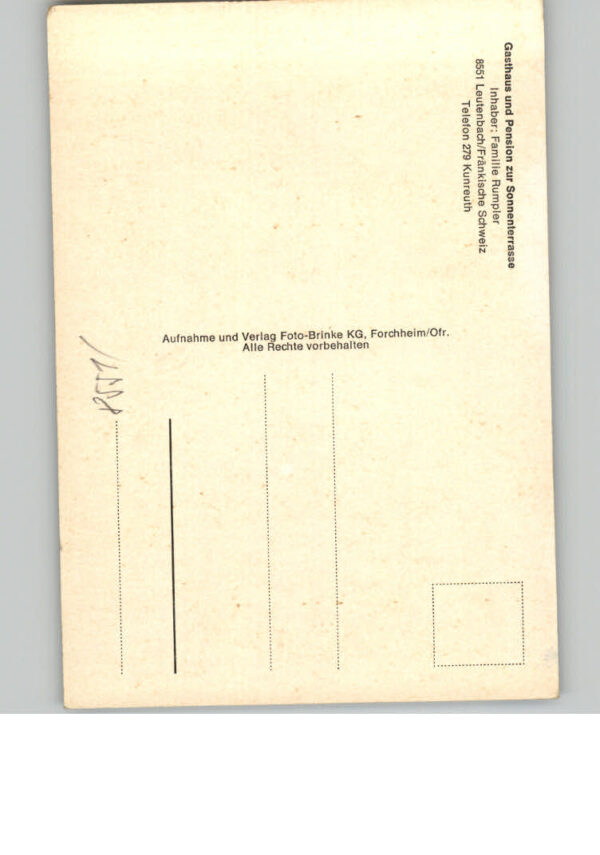 Gasthaus und Pension zur Sonnenterrasse
Inhaber: Familie Rumpler
8551 Leutenbach/Fränkische Schweiz
Telefon 279 Kunreuth
Aufnahme und Verlag Foto-Brinke KG, Forchheim/Ofr.
Alle Rechte vorbehalten